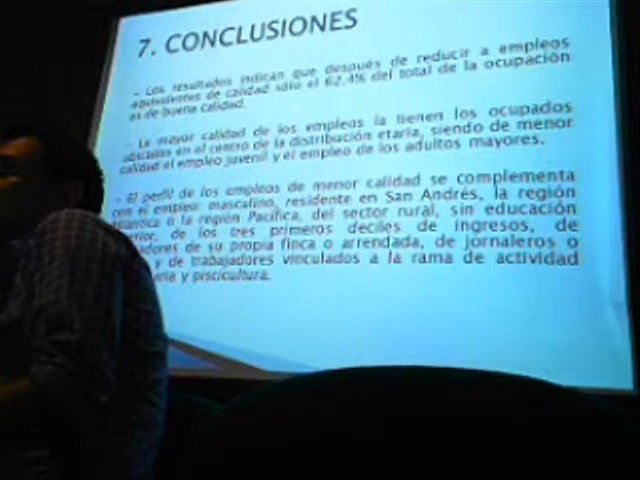 7. CONCLUSIONES
- Los resultados indican que después de reducir a empleos
equivalentes de calidad sólo el 62.4% del total de la ocupación
es de buena calidad.
- La mayor calidad de los empleos la tienen los ocupados
ubicados en el centro de la distribución etaria, siendo de menor
calidad el empleo juvenil y el empleo de los adultos mayores.
- El perfil de los empleos de menor calidad se complementa
con el empleo: masculino, residente en San Andrés, la región
o la región Pacífica, del sector rural, sin educación
de los tres primeros deciles de ingresos, de
de su propia finca o arrendada, de jornaleros o
y de trabajadores vinculados a la rama de actividad
y piscicultura.